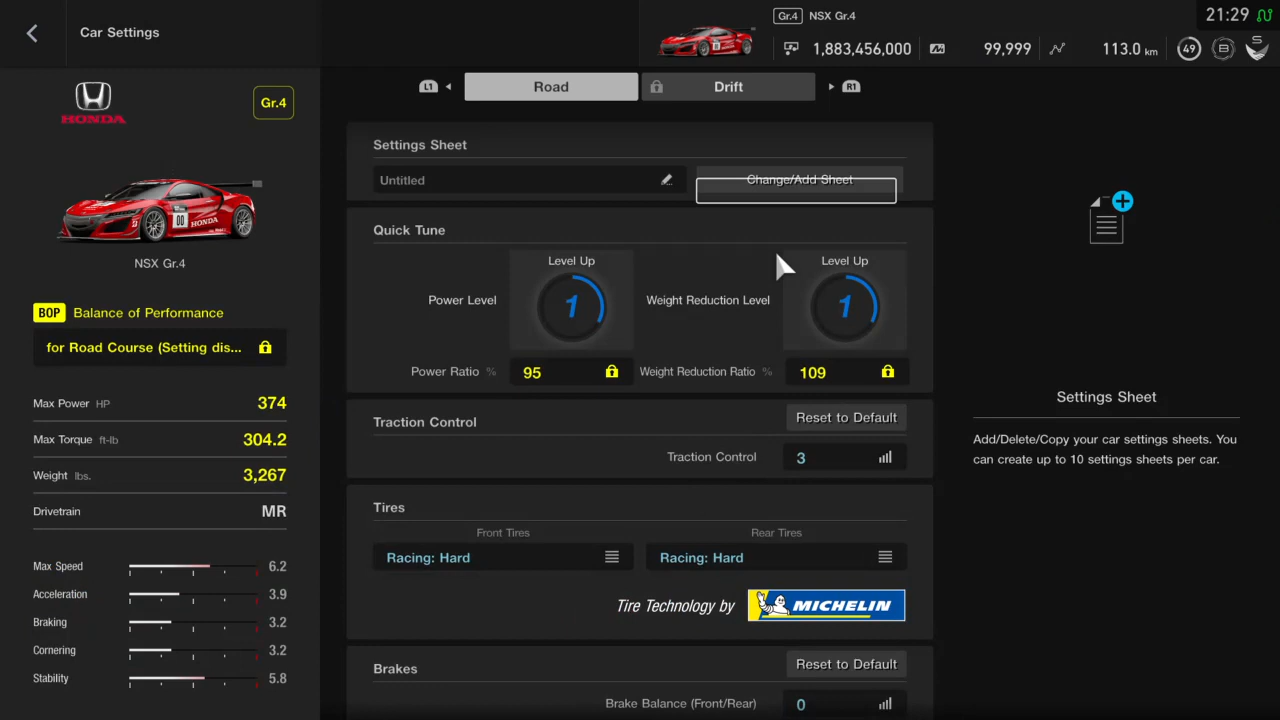 Car Settings
Gr.4 NSX Gr.4
21:29
1,883,456,000
99,999
113.0 km
49
B
S
HONDA
Gr.4
00 HONDA
NSX Gr.4
BOP Balance of Performance
for Road Course (Setting dis...
Max Power HP 374
Max Torque ft-lb 304.2
Weight lbs. 3,267
Drivetrain MR
Max Speed 6.2
Acceleration 3.9
Braking 3.2
Cornering 3.2
Stability 5.8
L1 Road Drift R1
Settings Sheet
Untitled Change/Add Sheet
Quick Tune
Level Up Level Up
Power Level 1 Weight Reduction Level 1
Power Ratio % 95 Weight Reduction Ratio % 109
Traction Control Reset to Default
Traction Control 3
Tires
Front Tires Rear Tires
Racing: Hard Racing: Hard
Tire Technology by MICHELIN
Brakes Reset to Default
Brake Balance (Front/Rear) 0
Settings Sheet
Add/Delete/Copy your car settings sheets. You
can create up to 10 settings sheets per car.